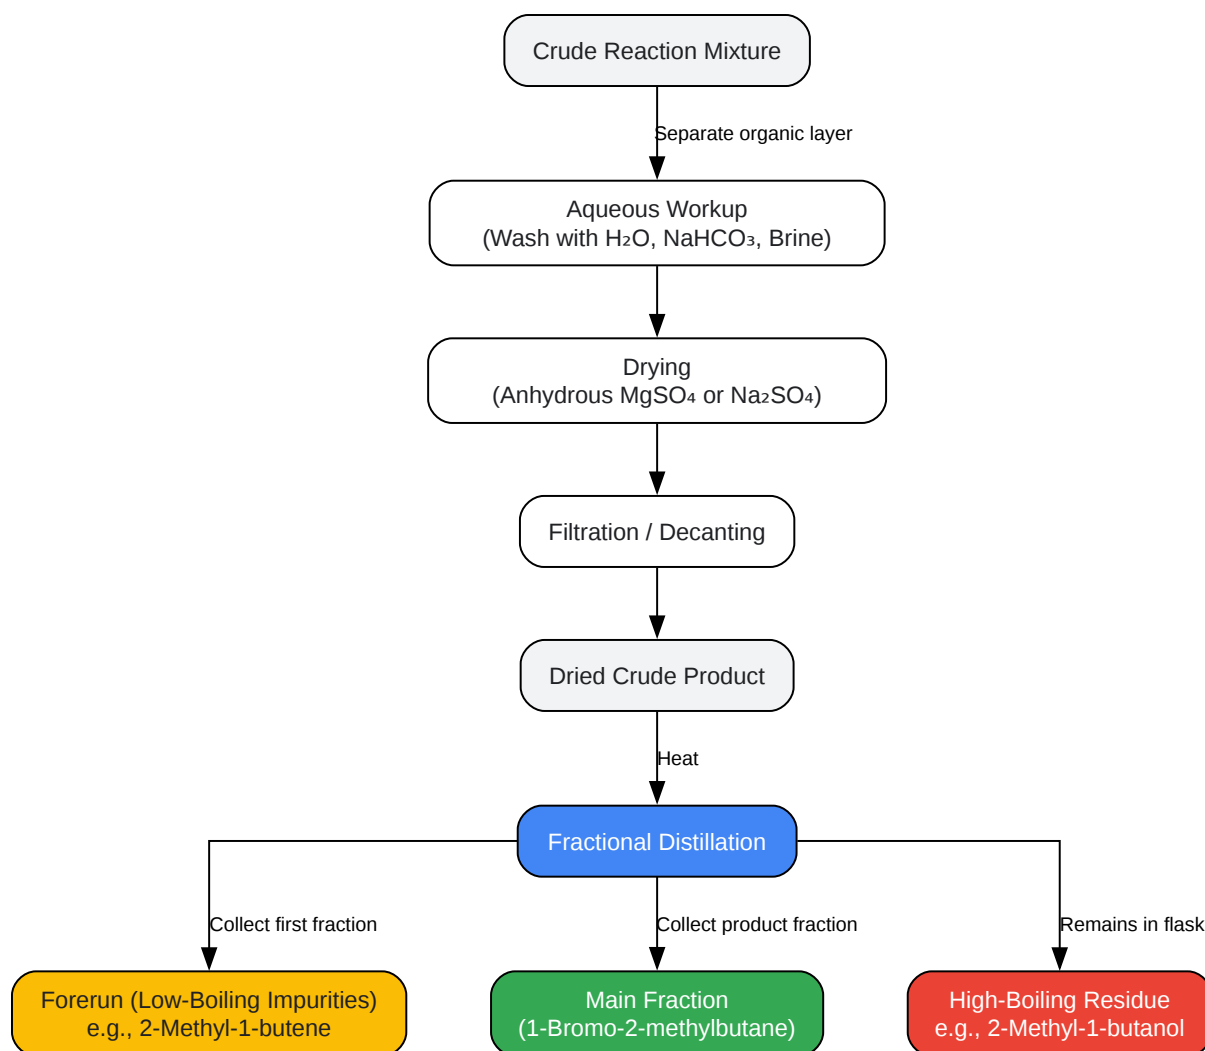 Crude Reaction Mixture
Separate organic layer
Aqueous Workup
(Wash with H₂O, NaHCO₃, Brine)
Drying
(Anhydrous MgSO₄ or Na₂SO₄)
Filtration / Decanting
Dried Crude Product
Heat
Fractional Distillation
Collect first fraction
Collect product fraction
Remains in flask
Forerun (Low-Boiling Impurities)
e.g., 2-Methyl-1-butene
Main Fraction
(1-Bromo-2-methylbutane)
High-Boiling Residue
e.g., 2-Methyl-1-butanol